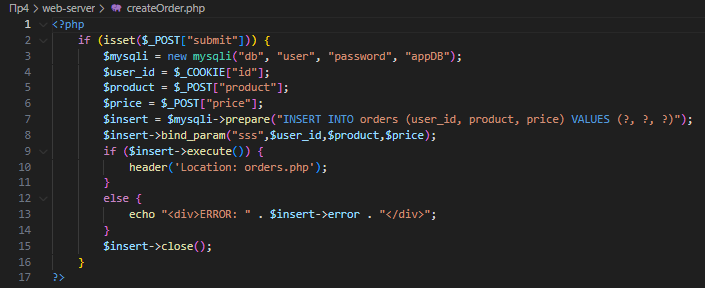 Пр4 > web-server > createOrder.php
1 <?php
2 if (isset($_POST["submit"])) {
3 $mysqli = new mysqli("db", "user", "password", "appDB");
4 $user_id = $_COOKIE["id"];
5 $product = $_POST["product"];
6 $price = $_POST["price"];
7 $insert = $mysqli->prepare("INSERT INTO orders (user_id, product, price) VALUES (?, ?, ?)");
8 $insert->bind_param("sss",$user_id,$product,$price);
9 if ($insert->execute()) {
10 header('Location: orders.php');
11 }
12 else {
13 echo "<div>ERROR: " . $insert->error . "</div>";
14 }
15 $insert->close();
16 }
17 ?>